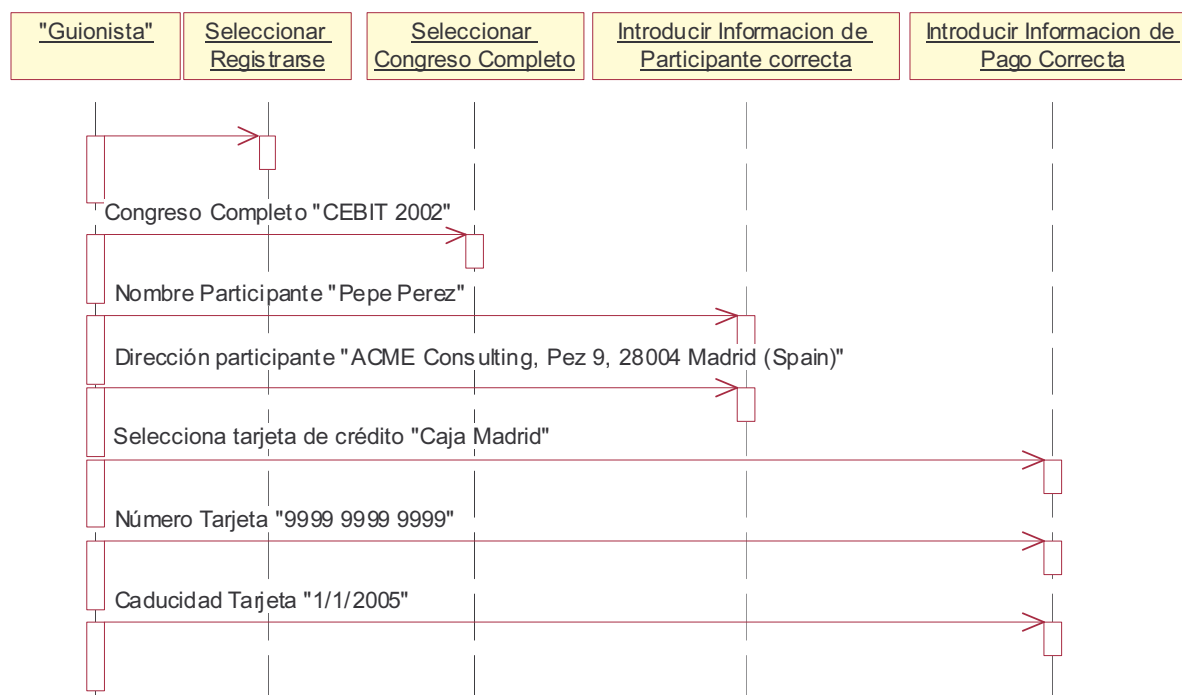 "Guionista"
Seleccionar
Registrarse
Seleccionar
Congreso Completo
Introducir Informacion de
Participante correcta
Introducir Informacion de
Pago Correcta
Congreso Completo "CEBIT 2002"
Nombre Participante "Pepe Perez"
Dirección participante "ACME Consulting, Pez 9, 28004 Madrid (Spain)"
Selecciona tarjeta de crédito "Caja Madrid"
Número Tarjeta "9999 9999 9999"
Caducidad Tarjeta "1/1/2005"